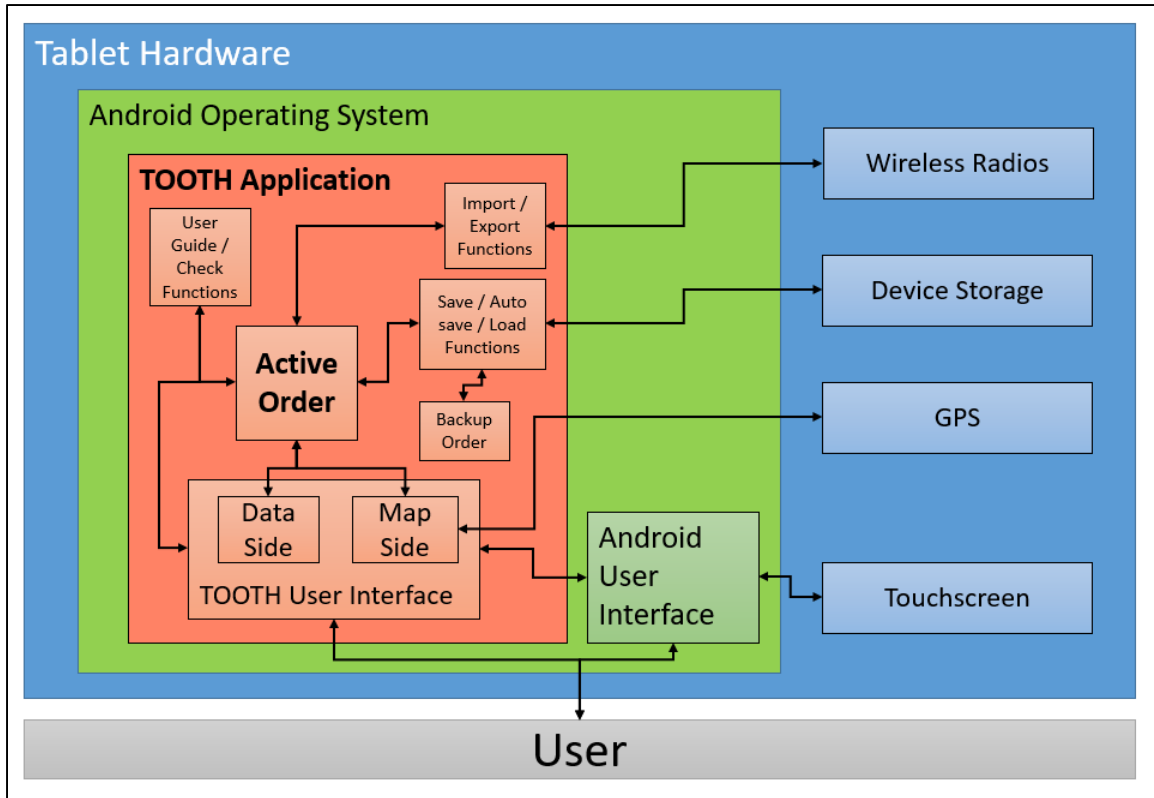 Tablet Hardware
Android Operating System
TOOTH Application
User
Guide /
Check
Functions
Import /
Export
Functions
Save / Auto
save / Load
Functions
Active
Order
Backup
Order
Data
Side
Map
Side
TOOTH User Interface
Android
User
Interface
Wireless Radios
Device Storage
GPS
Touchscreen
User